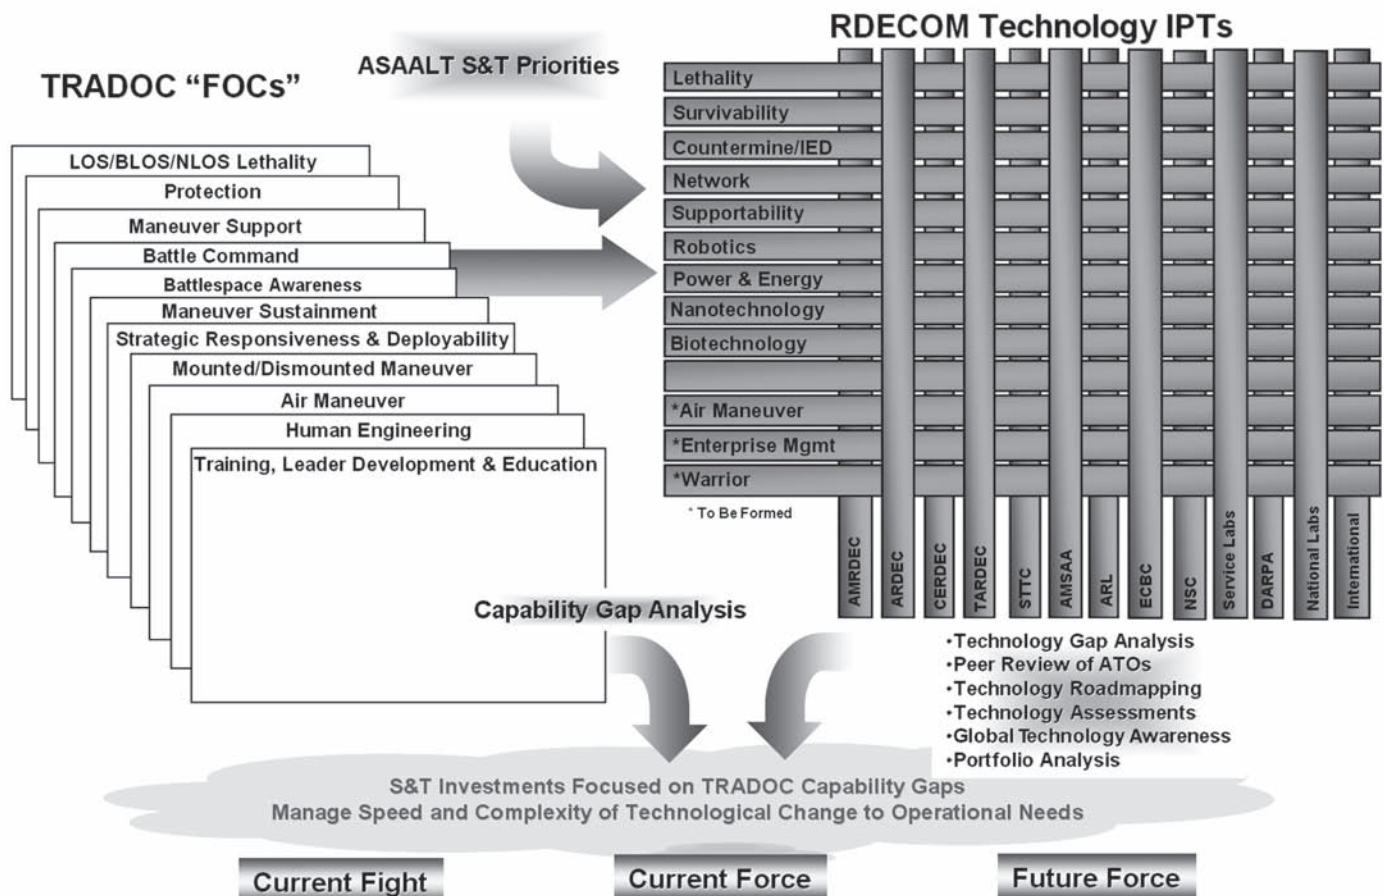 RDECOM Technology IPTs
ASAALT S&T Priorities
TRADOC “FOCs”
LOS/BLOS/NLOS Lethality
Protection
Maneuver Support
Battle Command
Battlespace Awareness
Maneuver Sustainment
Strategic Responsiveness & Deployability
Mounted/Dismounted Maneuver
Air Maneuver
Human Engineering
Training, Leader Development & Education
Lethality
Survivability
Countermine/IED
Network
Supportability
Robotics
Power & Energy
Nanotechnology
Biotechnology
*Air Maneuver
*Enterprise Mgmt
*Warrior
* To Be Formed
AMRDEC
ARDEC
CERDEC
TARDEC
STTC
AMSAA
ARL
ECBC
NSC
Service Labs
DARPA
National Labs
International
Capability Gap Analysis
•Technology Gap Analysis
•Peer Review of ATOs
•Technology Roadmapping
•Technology Assessments
•Global Technology Awareness
•Portfolio Analysis
S&T Investments Focused on TRADOC Capability Gaps
Manage Speed and Complexity of Technological Change to Operational Needs
Current Fight
Current Force
Future Force